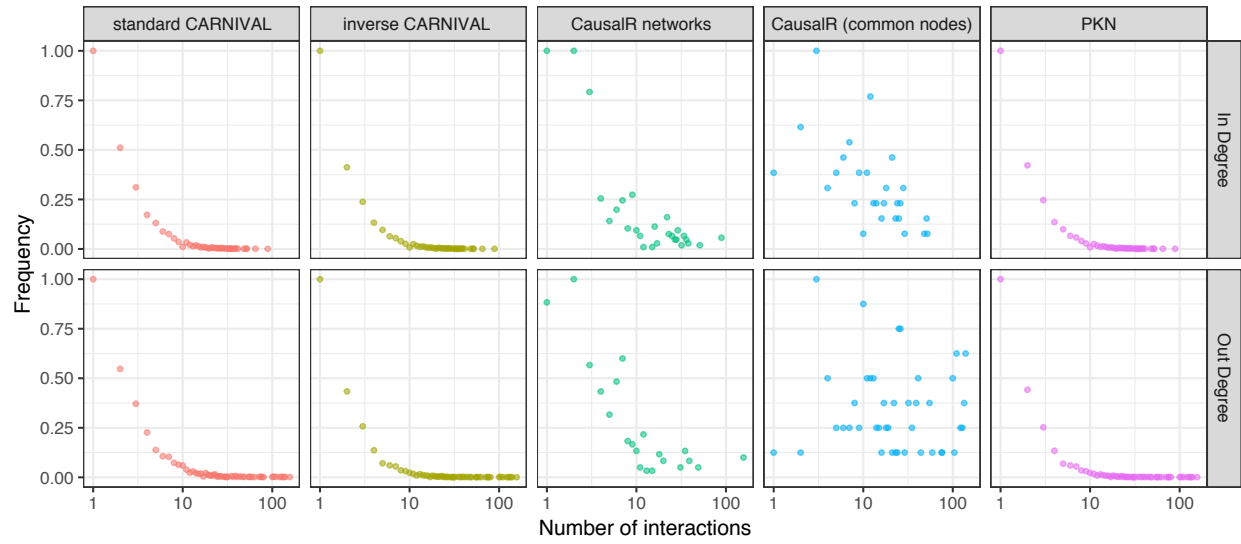 standard CARNIVAL
inverse CARNIVAL
CausalR networks
CausalR (common nodes)
PKN
Frequency
1.00
0.75
0.50
0.25
0.00
In Degree
1.00
0.75
0.50
0.25
0.00
Out Degree
1 10 100
1 10 100
1 10 100
1 10 100
1 10 100
Number of interactions